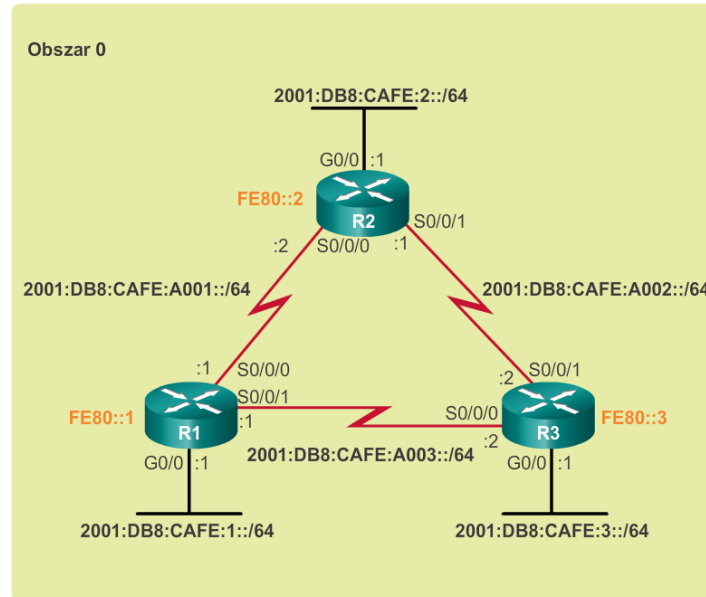 Obszar 0
2001:DB8:CAFE:2::/64
G0/0 :1
FE80::2
R2
S0/0/1
:2 S0/0/0 :1
2001:DB8:CAFE:A001::/64
2001:DB8:CAFE:A002::/64
:1 S0/0/0
S0/0/1
:2
S0/0/1
FE80::1
R1
:1
S0/0/0
:2
R3
FE80::3
2001:DB8:CAFE:A003::/64
G0/0 :1
G0/0 :1
2001:DB8:CAFE:1::/64
2001:DB8:CAFE:3::/64